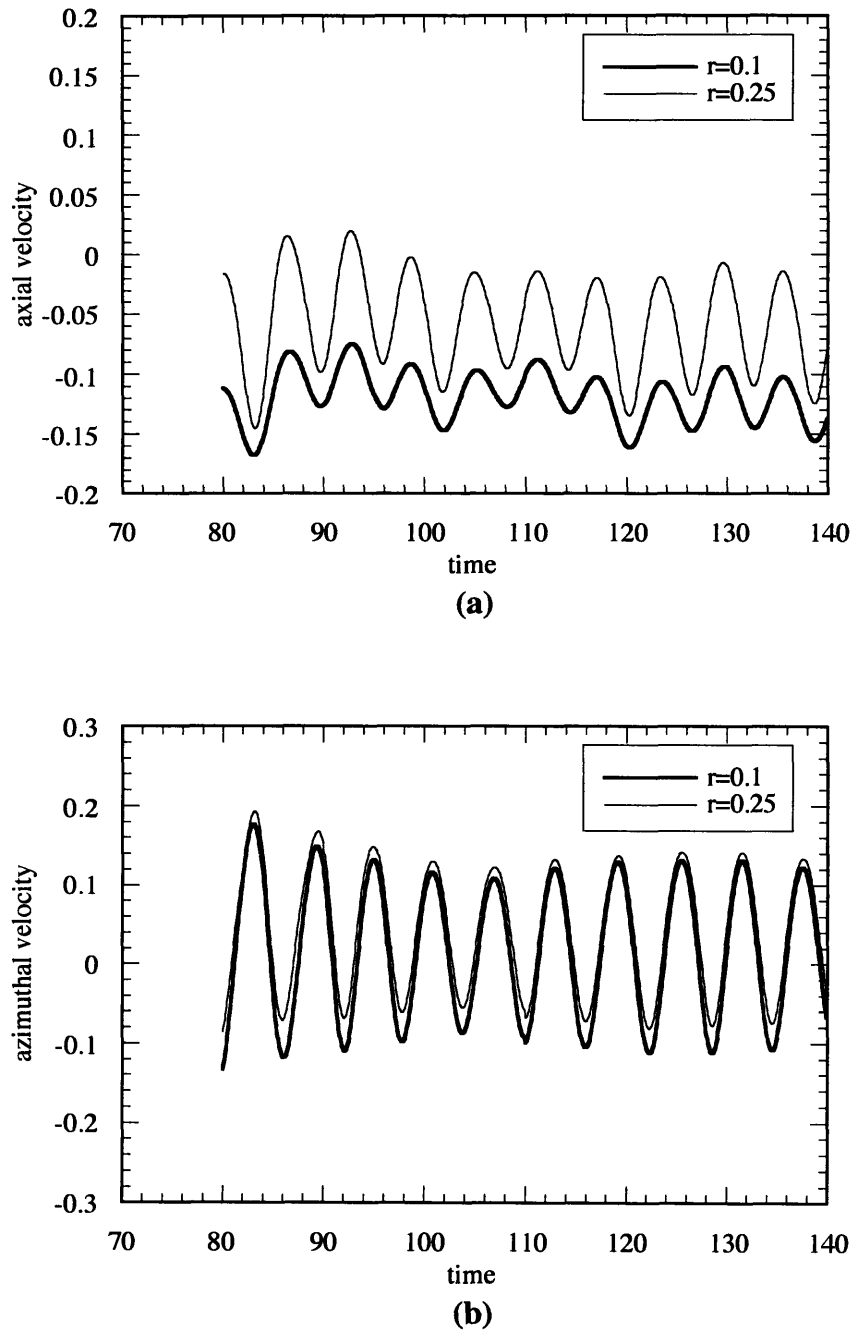 0.2
0.15
0.1
0.05
0
-0.05
-0.1
-0.15
-0.2
axial velocity
r=0.1
r=0.25
70 80 90 100 110 120 130 140
time
(a)
0.3
0.2
0.1
0
-0.1
-0.2
-0.3
azimuthal velocity
r=0.1
r=0.25
70 80 90 100 110 120 130 140
time
(b)